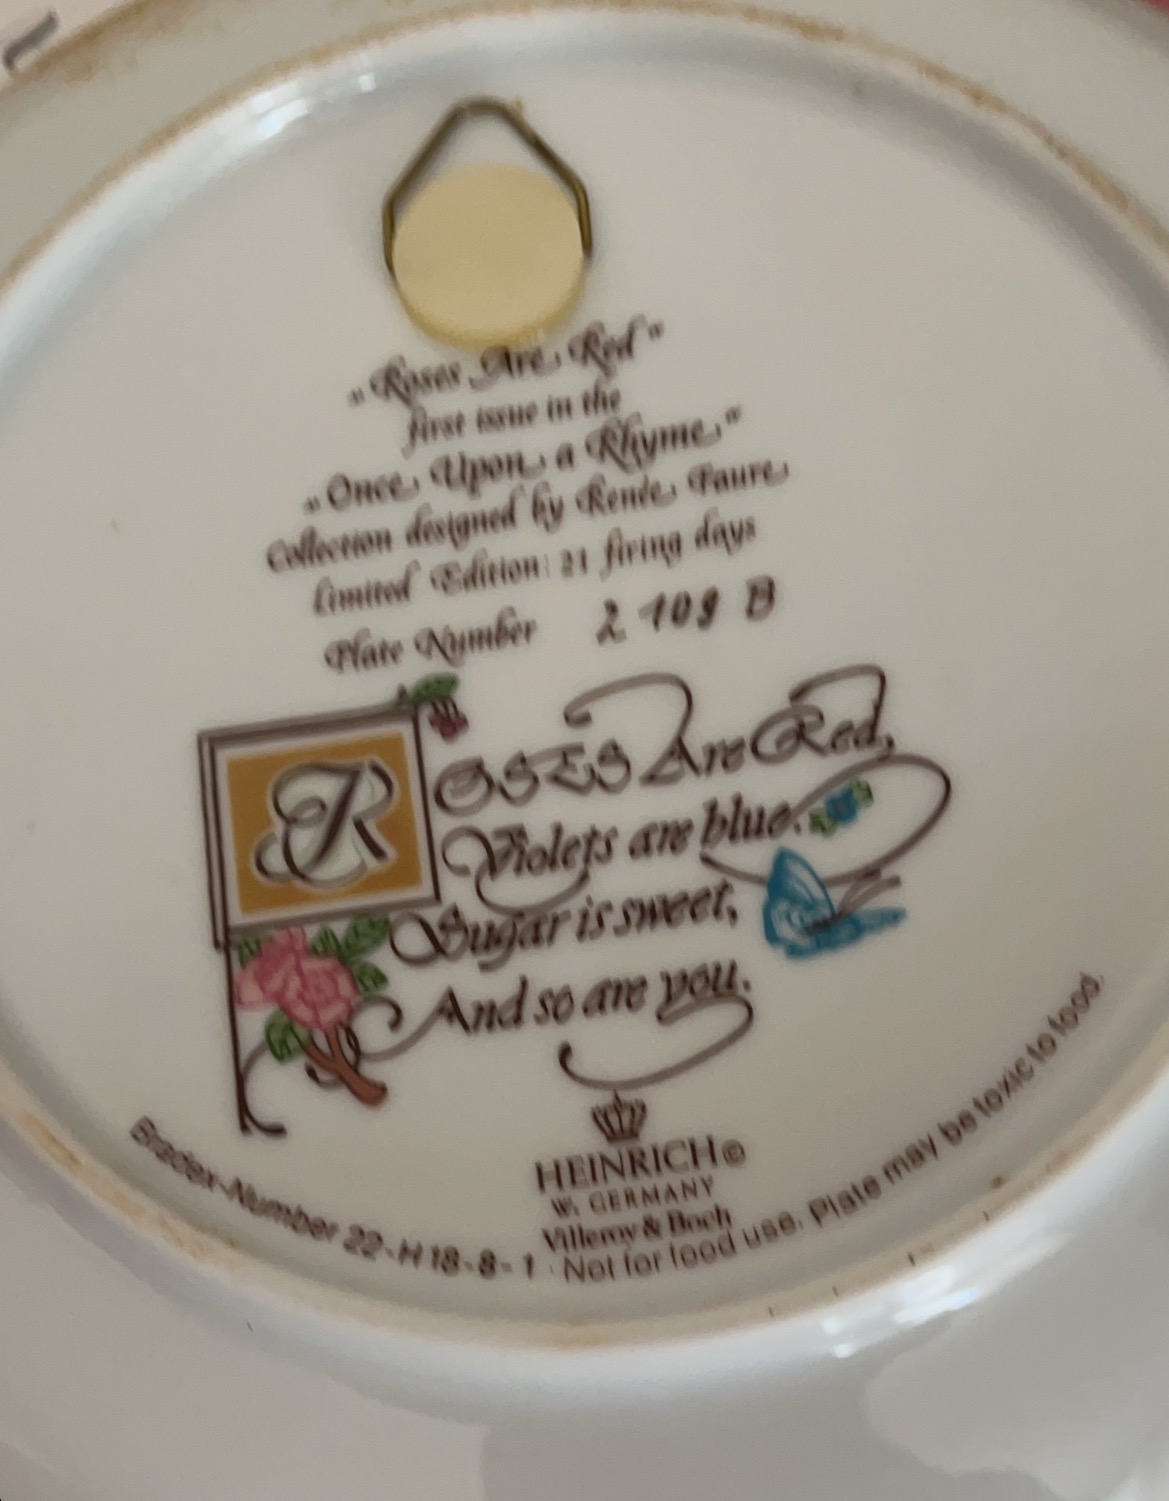 „Roses Are Red“
first issue in the
„Once Upon a Rhyme“
Collection designed by Renée Faure
Limited Edition: 21 firing days
Plate Number 2 109 B
ROSES Are Red,
Violets are blue.
Sugar is sweet,
And so are you.
HEINRICH©
W. GERMANY
Villeroy & Boch
Bradex-Number 22-H18-8-1 · Not for food use. Plate may be toxic to food.